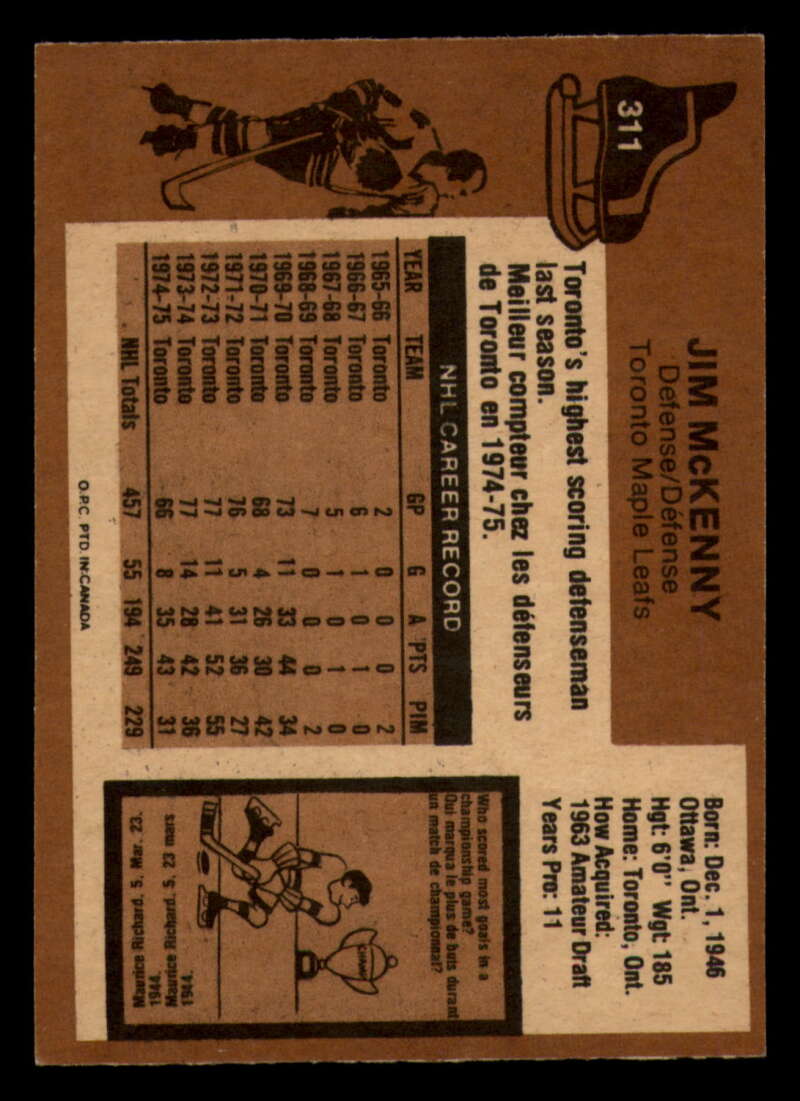 311
JIM McKENNY
Defense/Défense
Toronto Maple Leafs
Born: Dec. 1, 1946
Ottawa, Ont.
Hgt: 6'0" Wgt: 185
Home: Toronto, Ont.
How Acquired:
1963 Amateur Draft
Years Pro: 11
Toronto's highest scoring defenseman
last season.
Meilleur compteur chez les défenseurs
de Toronto en 1974-75.
NHL CAREER RECORD
YEAR TEAM GP G A PTS PIM
1965-66 Toronto 2 0 0 0 2
1966-67 Toronto 6 1 0 1 0
1967-68 Toronto 5 1 0 1 0
1968-69 Toronto 7 0 0 0 2
1969-70 Toronto 73 11 33 44 34
1970-71 Toronto 68 4 26 30 42
1971-72 Toronto 76 5 31 36 27
1972-73 Toronto 77 11 41 52 55
1973-74 Toronto 77 14 28 42 36
1974-75 Toronto 66 8 35 43 31
NHL Totals 457 55 194 249 229
O.P.C. PTD. IN CANADA
Who scored most goals in a
championship game?
Qui marqua le plus de buts durant
un match de championnat?
CHAMP
Maurice Richard. 5. 23 mars
1944.
Maurice Richard. 5. Mar. 23,
1944.